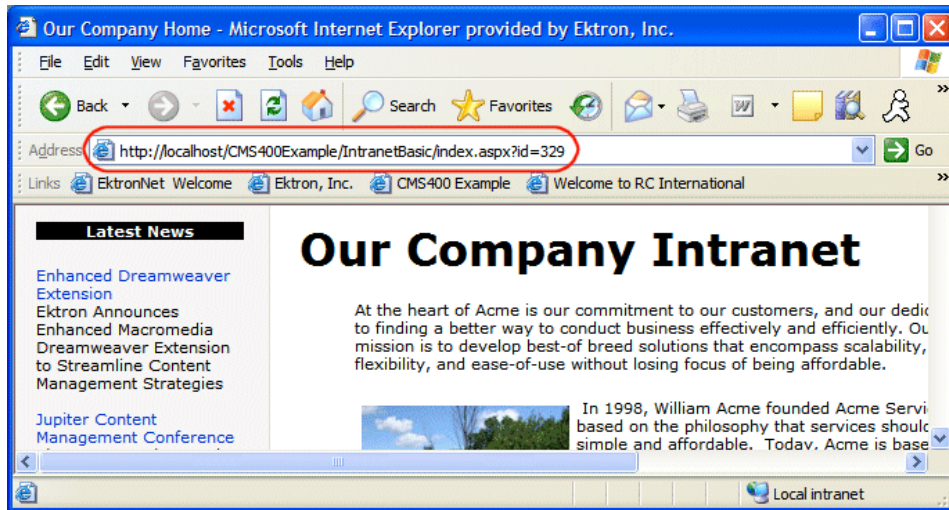 Our Company Home - Microsoft Internet Explorer provided by Ektron, Inc.
File Edit View Favorites Tools Help
Back Search Favorites
Address http://localhost/CMS400Example/IntranetBasic/index.aspx?id=329 Go
Links EktronNet Welcome Ektron, Inc. CMS400 Example Welcome to RC International
Latest News
Enhanced Dreamweaver
Extension
Ektron Announces
Enhanced Macromedia
Dreamweaver Extension
to Streamline Content
Management Strategies
Jupiter Content
Management Conference
Our Company Intranet
At the heart of Acme is our commitment to our customers, and our
to finding a better way to conduct business effectively and efficiently.
mission is to develop best-of breed solutions that encompass scalability,
flexibility, and ease-of-use without losing focus of being affordable.
In 1998, William Acme founded Acme
based on the philosophy that services
simple and affordable. Today, Acme is
Local intranet